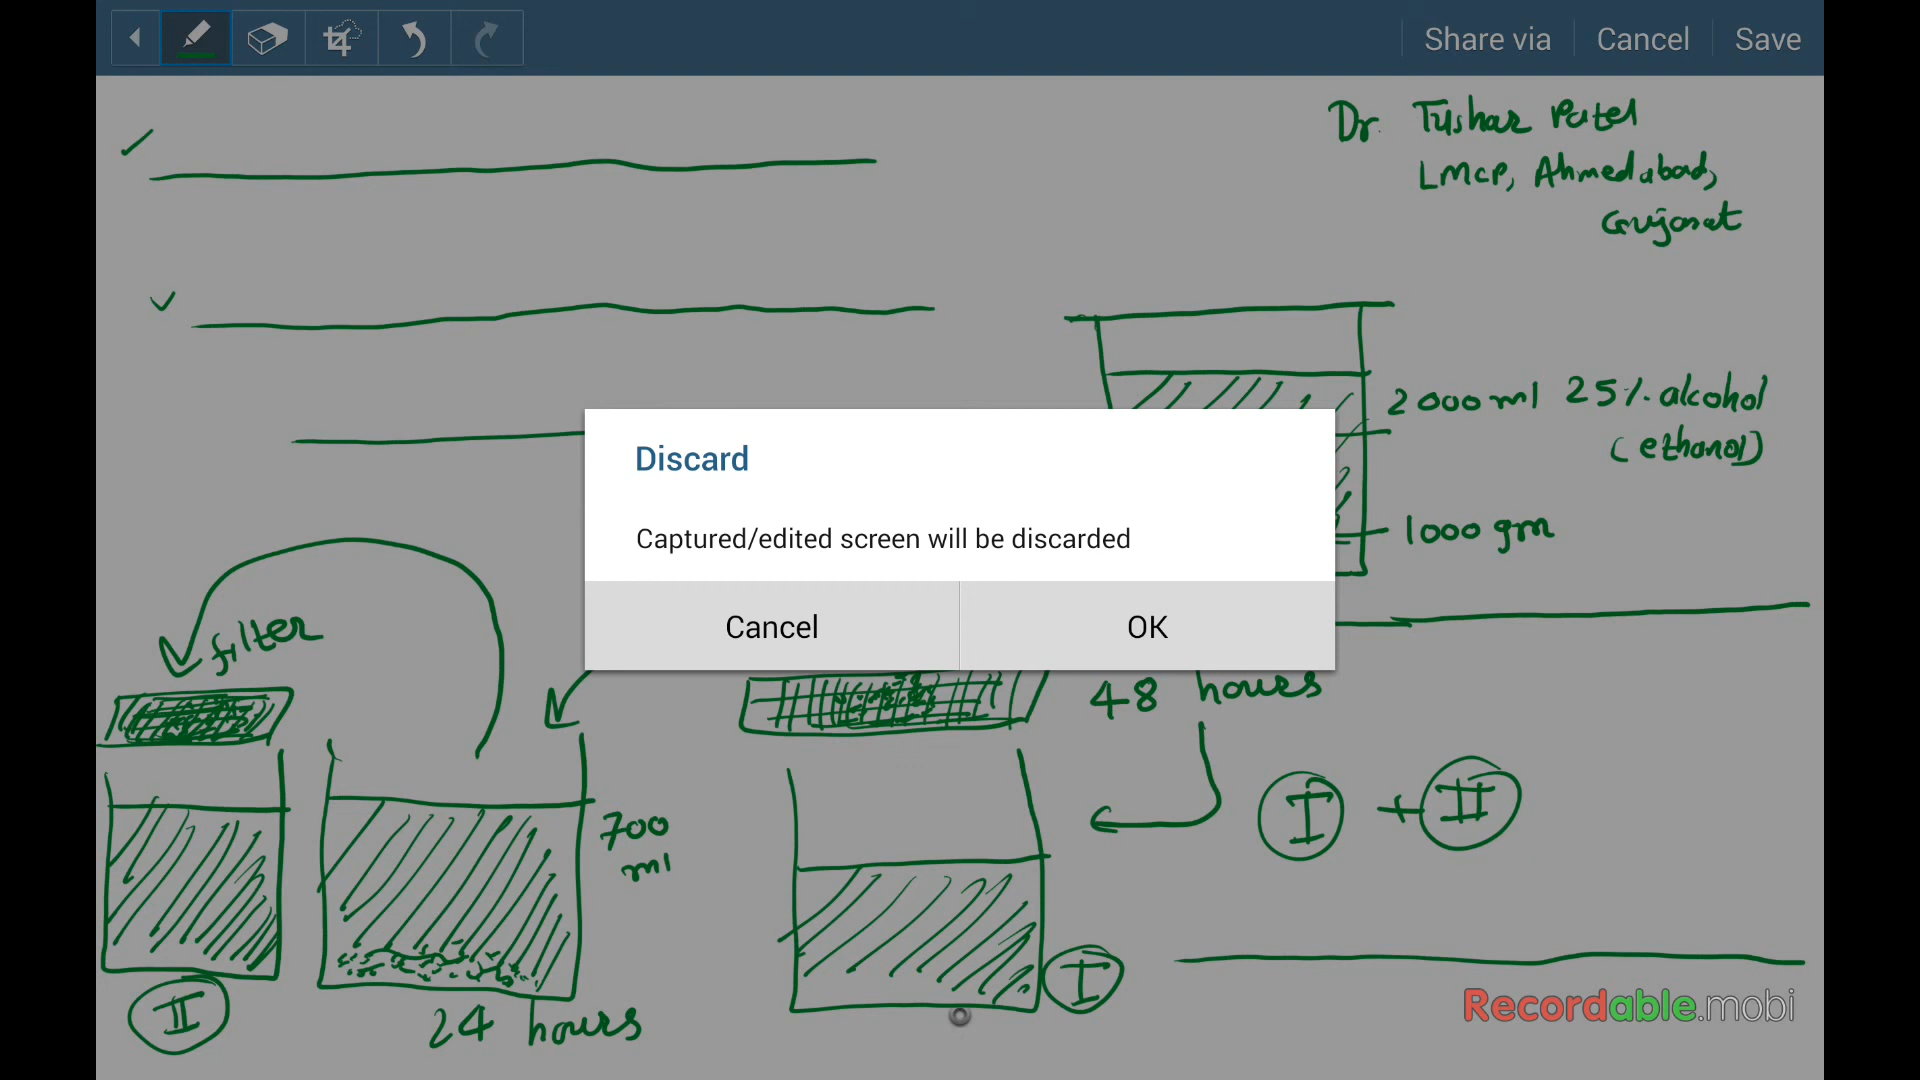 Share via Cancel Save
Dr. Tushar Patel
LMCP, Ahmedabad,
Gujarat
2000 ml 25% alcohol
(ethanol)
Discard
Captured/edited screen will be discarded
1000 gm
Cancel OK
filter
48 hours
I + II
700
ml
I
II
24 hours
Recordable.mobi